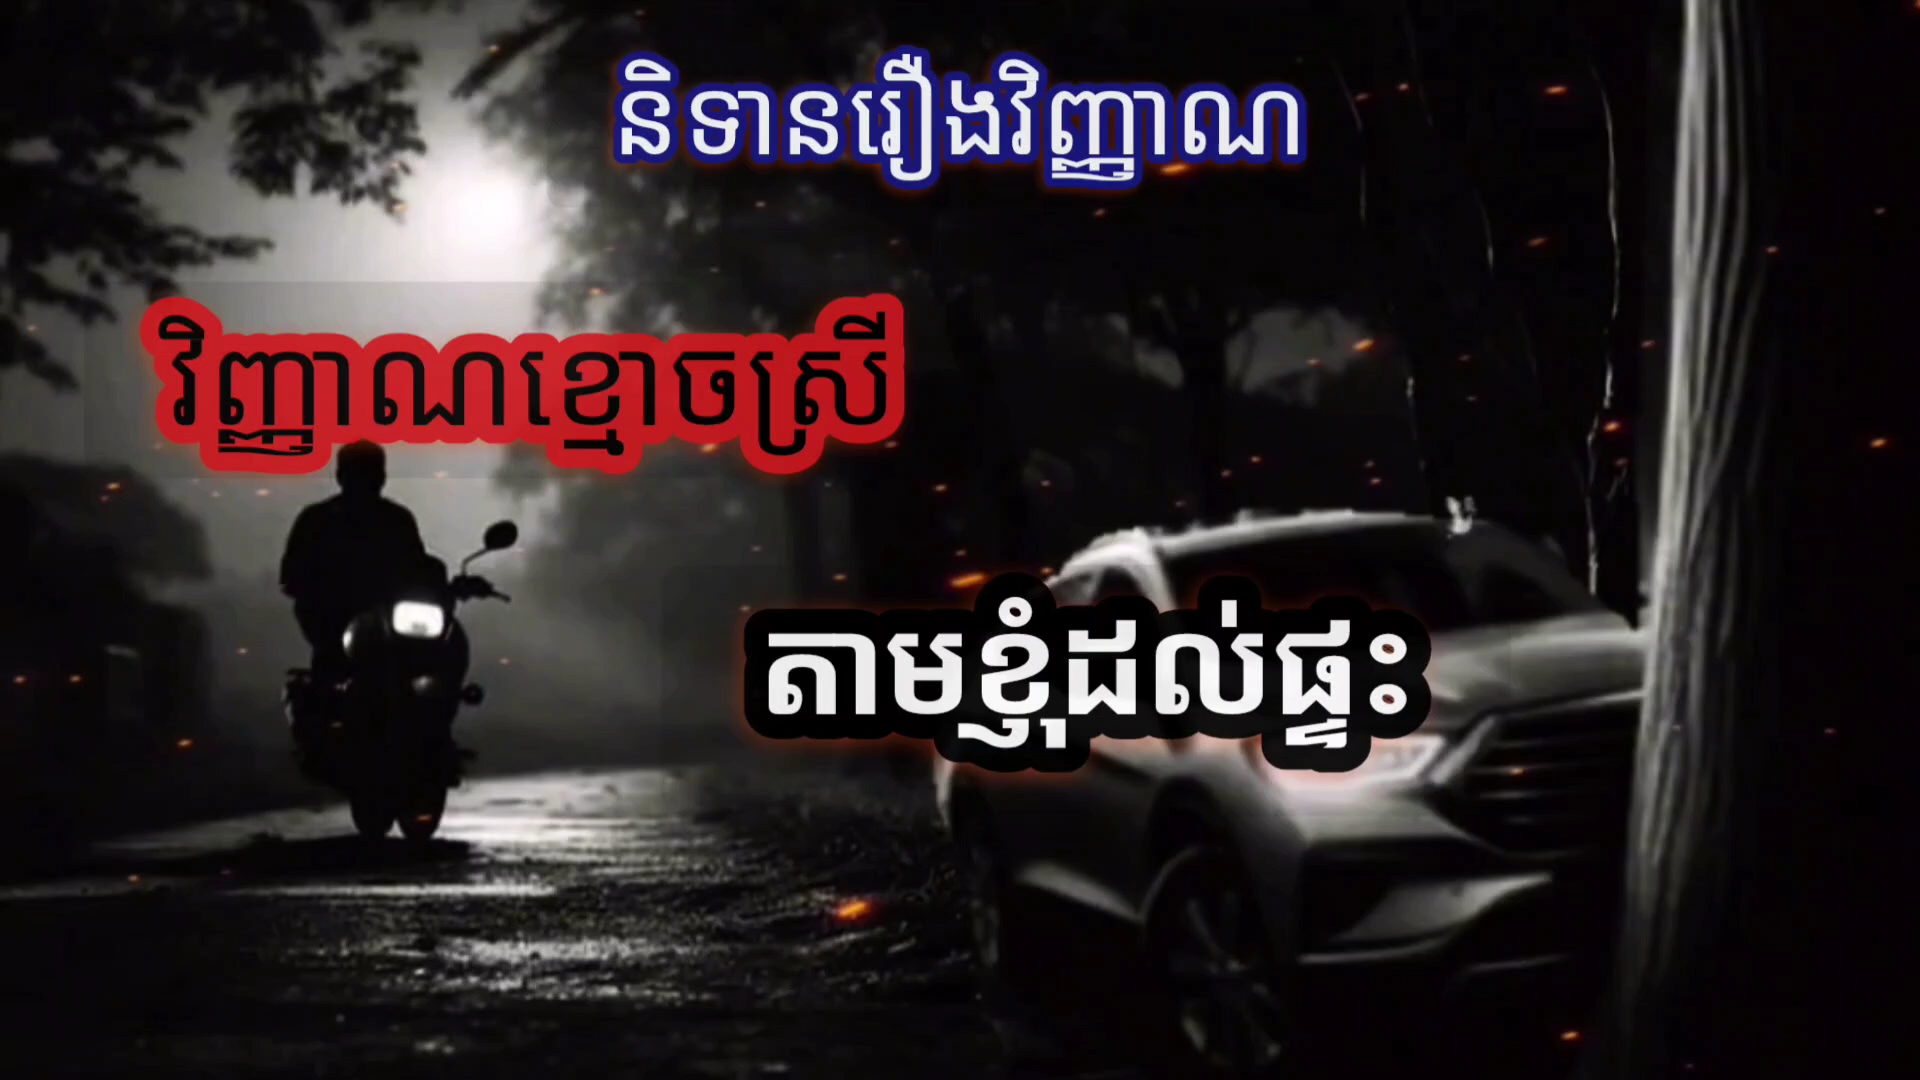 និទានរឿងវិញ្ញាណ
វិញ្ញាណខ្មោចស្រី
តាមខ្ញុំដល់ផ្ទះ